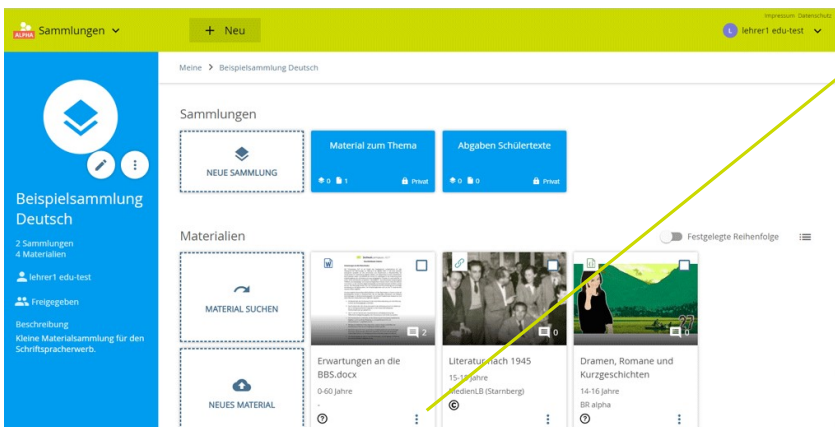 Impressum Datenschutz
ALPHA Sammlungen
+ Neu
L lehrer1 edu-test
Meine > Beispielsammlung Deutsch
Beispielsammlung
Deutsch
2 Sammlungen
4 Materialien
lehrer1 edu-test
Freigegeben
Beschreibung
Kleine Materialsammlung für den
Schriftspracherwerb.
Sammlungen
NEUE SAMMLUNG
Material zum Thema
0 1 Privat
Abgaben Schülertexte
0 0 Privat
Materialien
Festgelegte Reihenfolge
MATERIAL SUCHEN
NEUES MATERIAL
W
2
Erwartungen an die
BBS.docx
0-60 Jahre
-
0
Literatur nach 1945
MedienLB (Starnberg)
27
0
Dramen, Romane und
Kurzgeschichten
14-16 Jahre
BR alpha